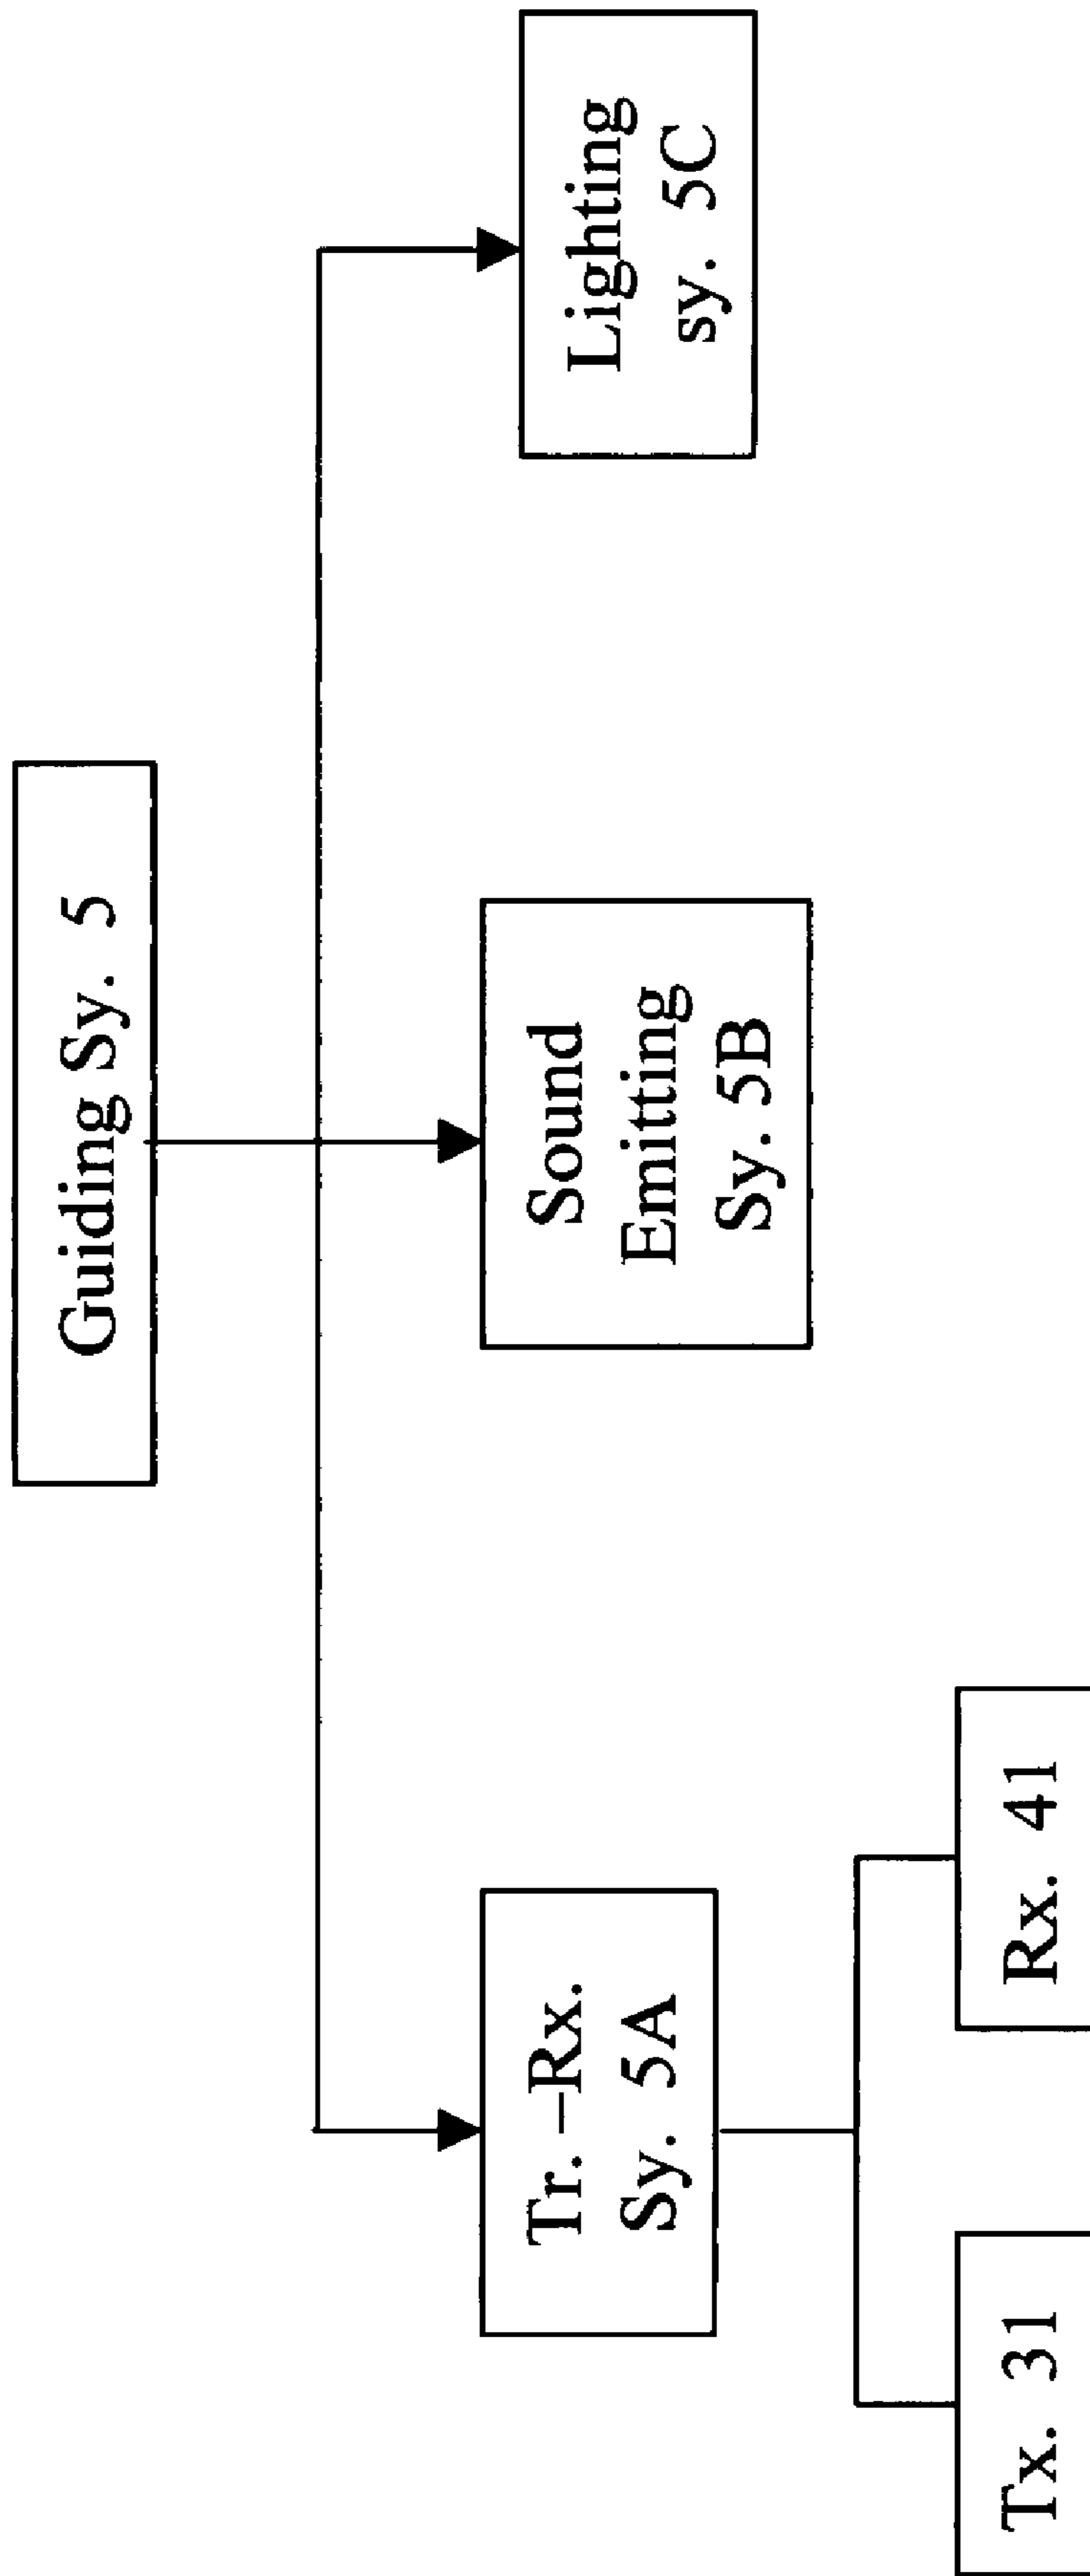 Guiding Sy. 5
Tr. –Rx.
Sy. 5A
Sound
Emitting
Sy. 5B
Lighting
sy. 5C
Tx. 31
Rx. 41